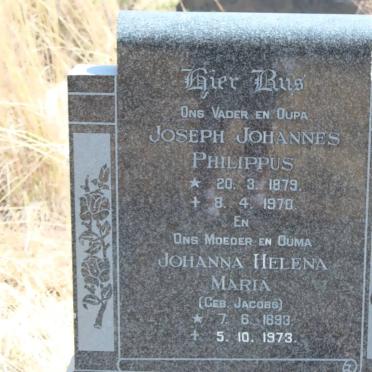 Hier Rus
Ons Vader en Oupa
Joseph Johannes
Philippus
★ 20. 3. 1879.
+ 8. 4. 1970.
En
Ons Moeder en Ouma
Johanna Helena
Maria
(Geb. Jacobs)
★ 7. 6. 1893.
+ 5. 10. 1973.